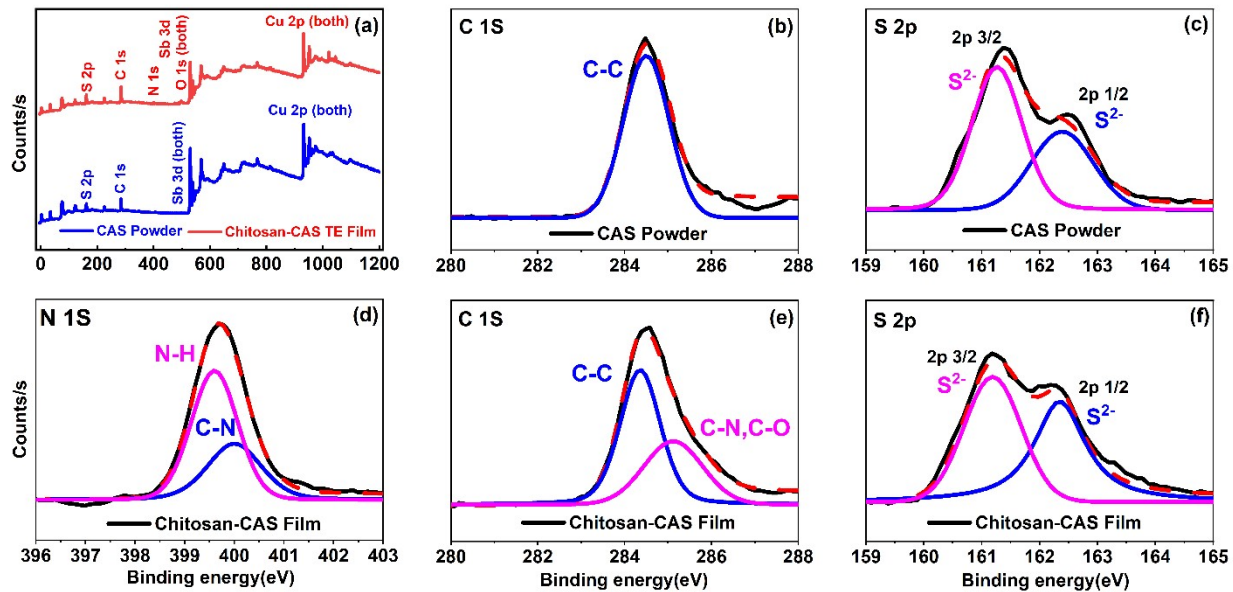 (a)
Cu 2p (both)
S 2p
C 1s
N 1s
Sb 3d
O 1s (both)
Cu 2p (both)
S 2p
C 1s
Sb 3d (both)
Counts/s
CAS Powder
Chitosan-CAS TE Film
0 200 400 600 800 1000 1200
C 1S
(b)
C-C
CAS Powder
280 282 284 286 288
S 2p
(c)
2p 3/2
S2-
2p 1/2
S2-
CAS Powder
159 160 161 162 163 164 165
N 1S
(d)
N-H
C-N
Counts/s
Chitosan-CAS Film
396 397 398 399 400 401 402 403
Binding energy(eV)
C 1S
(e)
C-C
C-N,C-O
Chitosan-CAS Film
280 282 284 286 288
Binding energy(eV)
S 2p
(f)
2p 3/2
S2-
2p 1/2
S2-
Chitosan-CAS Film
159 160 161 162 163 164 165
Binding energy(eV)